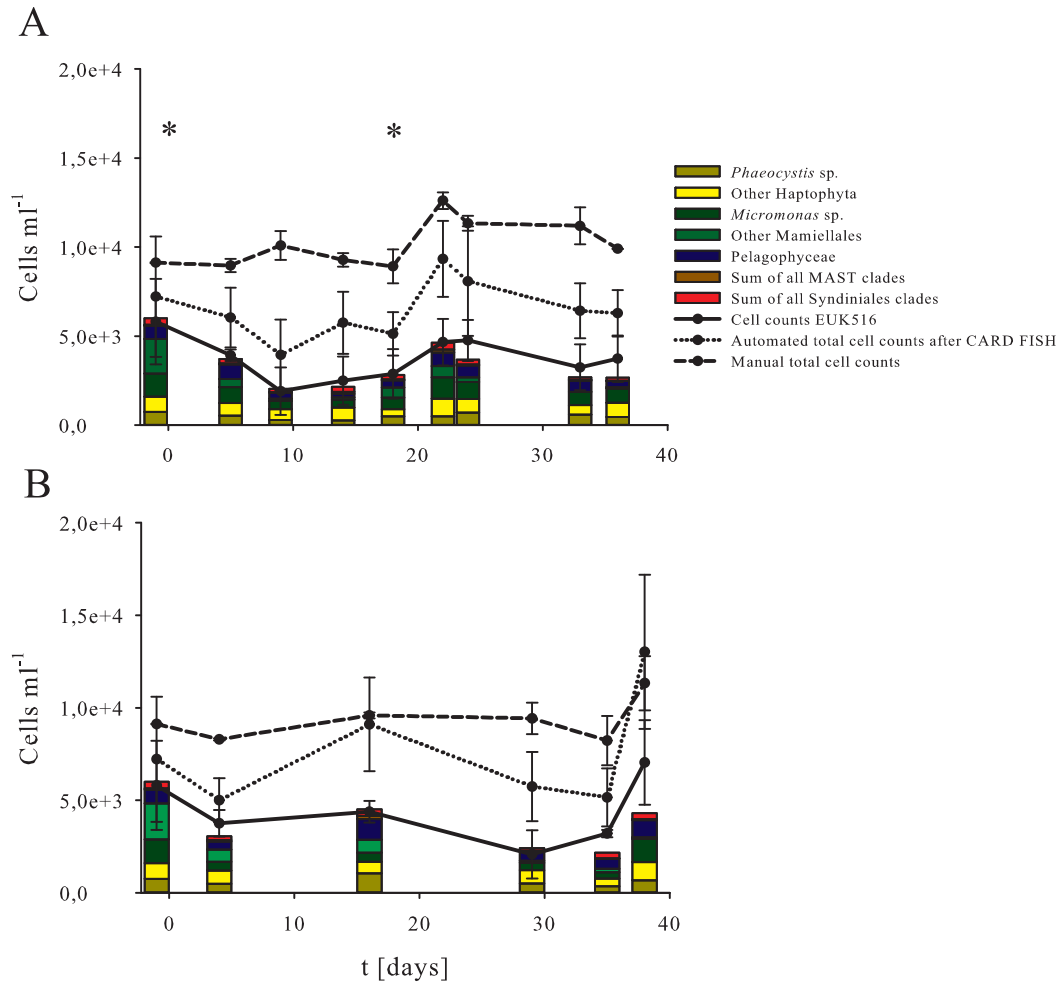 A
2,0e+4
1,5e+4
1,0e+4
5,0e+3
0,0
Cells ml⁻¹
*
*
0
10
20
30
40
Phaeocystis sp.
Other Haptophyta
Micromonas sp.
Other Mamiellales
Pelagophyceae
Sum of all MAST clades
Sum of all Syndiniales clades
Cell counts EUK516
Automated total cell counts after CARD FISH
Manual total cell counts
B
2,0e+4
1,5e+4
1,0e+4
5,0e+3
0,0
Cells ml⁻¹
0
10
20
30
40
t [days]